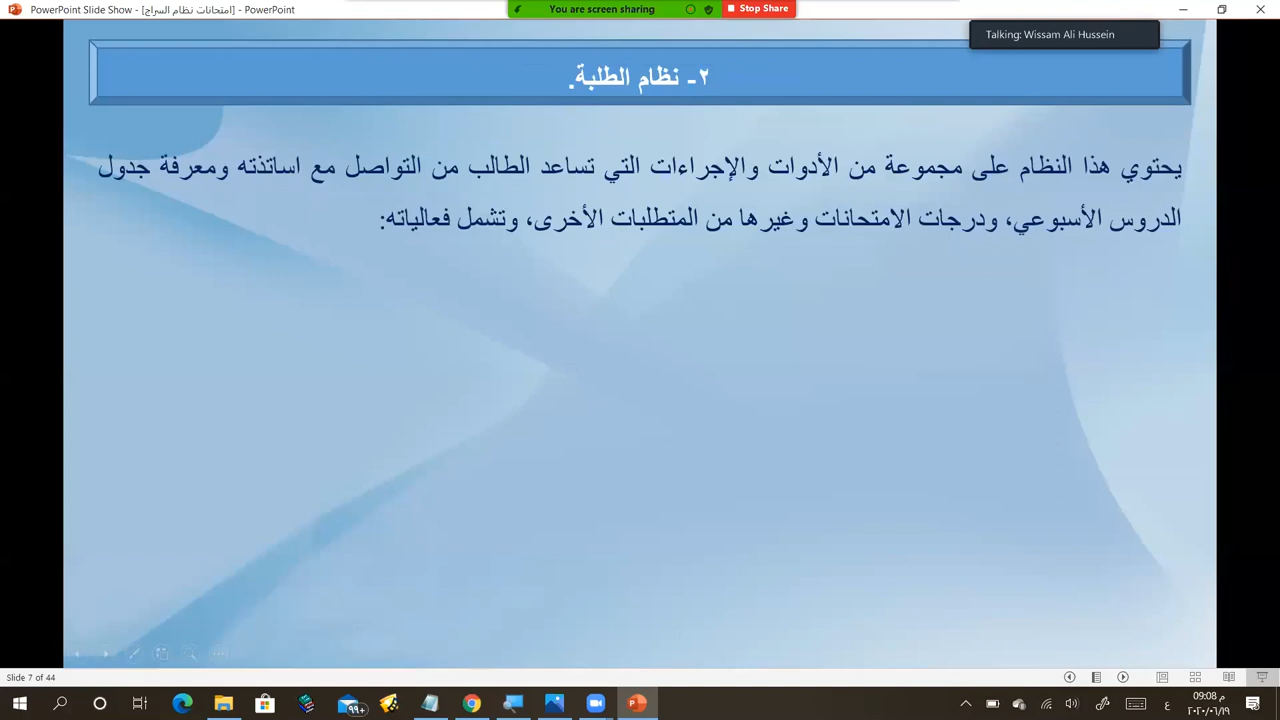 PowerPoint Slide Show - [امتحانات نظام السراج] - PowerPoint
You are screen sharing
Stop Share
Talking: Wissam Ali Hussein
٢- نظام الطلبة.
يحتوي هذا النظام على مجموعة من الأدوات والإجراءات التي تساعد الطالب من التواصل مع اساتذته ومعرفة جدول
الدروس الأسبوعي، ودرجات الامتحانات وغيرها من المتطلبات الأخرى، وتشمل فعالياته:
Slide 7 of 44
٩٩+
ع
09:08 م
٢٠٢٠/٠٦/١٩